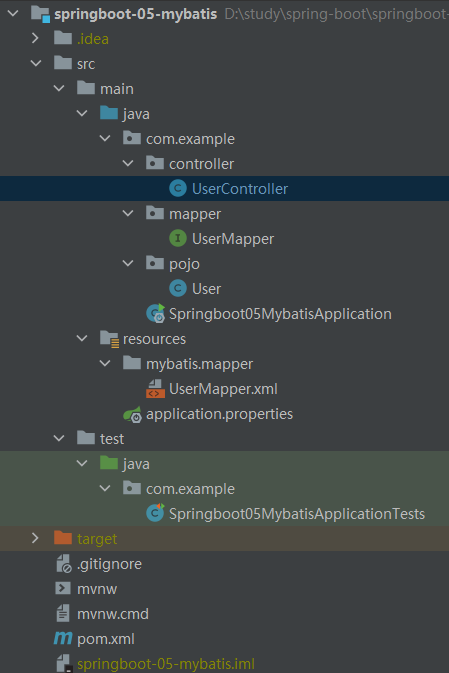 springboot-05-mybatis D:\study\spring-boot\springboot-
.idea
src
main
java
com.example
controller
UserController
mapper
UserMapper
pojo
User
Springboot05MybatisApplication
resources
mybatis.mapper
UserMapper.xml
application.properties
test
java
com.example
Springboot05MybatisApplicationTests
target
.gitignore
mvnw
mvnw.cmd
pom.xml
springboot-05-mybatis.iml